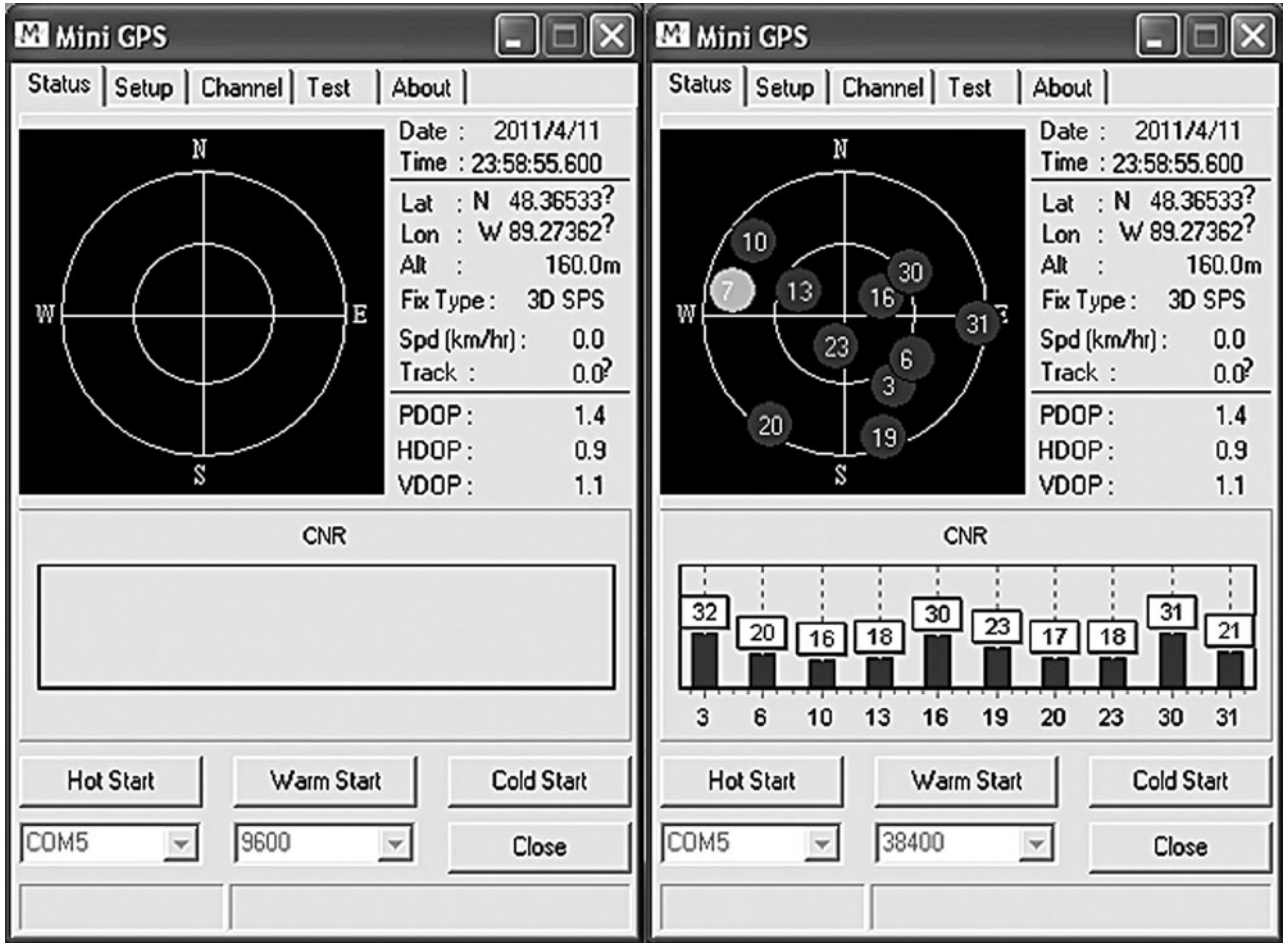 Mini GPS
Status Setup Channel Test About
N
W E
S
Date : 2011/4/11
Time : 23:58:55.600
Lat : N 48.36533?
Lon : W 89.27362?
Alt : 160.0m
Fix Type : 3D SPS
Spd (km/hr) : 0.0
Track : 0.0?
PDOP : 1.4
HDOP : 0.9
VDOP : 1.1
CNR
Hot Start Warm Start Cold Start
COM5 9600 Close
Mini GPS
Status Setup Channel Test About
N
10
30
7 13 16
W 31 E
23
6
3
20 19
S
Date : 2011/4/11
Time : 23:58:55.600
Lat : N 48.36533?
Lon : W 89.27362?
Alt : 160.0m
Fix Type : 3D SPS
Spd (km/hr) : 0.0
Track : 0.0?
PDOP : 1.4
HDOP : 0.9
VDOP : 1.1
CNR
32 20 16 18 30 23 17 18 31 21
3 6 10 13 16 19 20 23 30 31
Hot Start Warm Start Cold Start
COM5 38400 Close